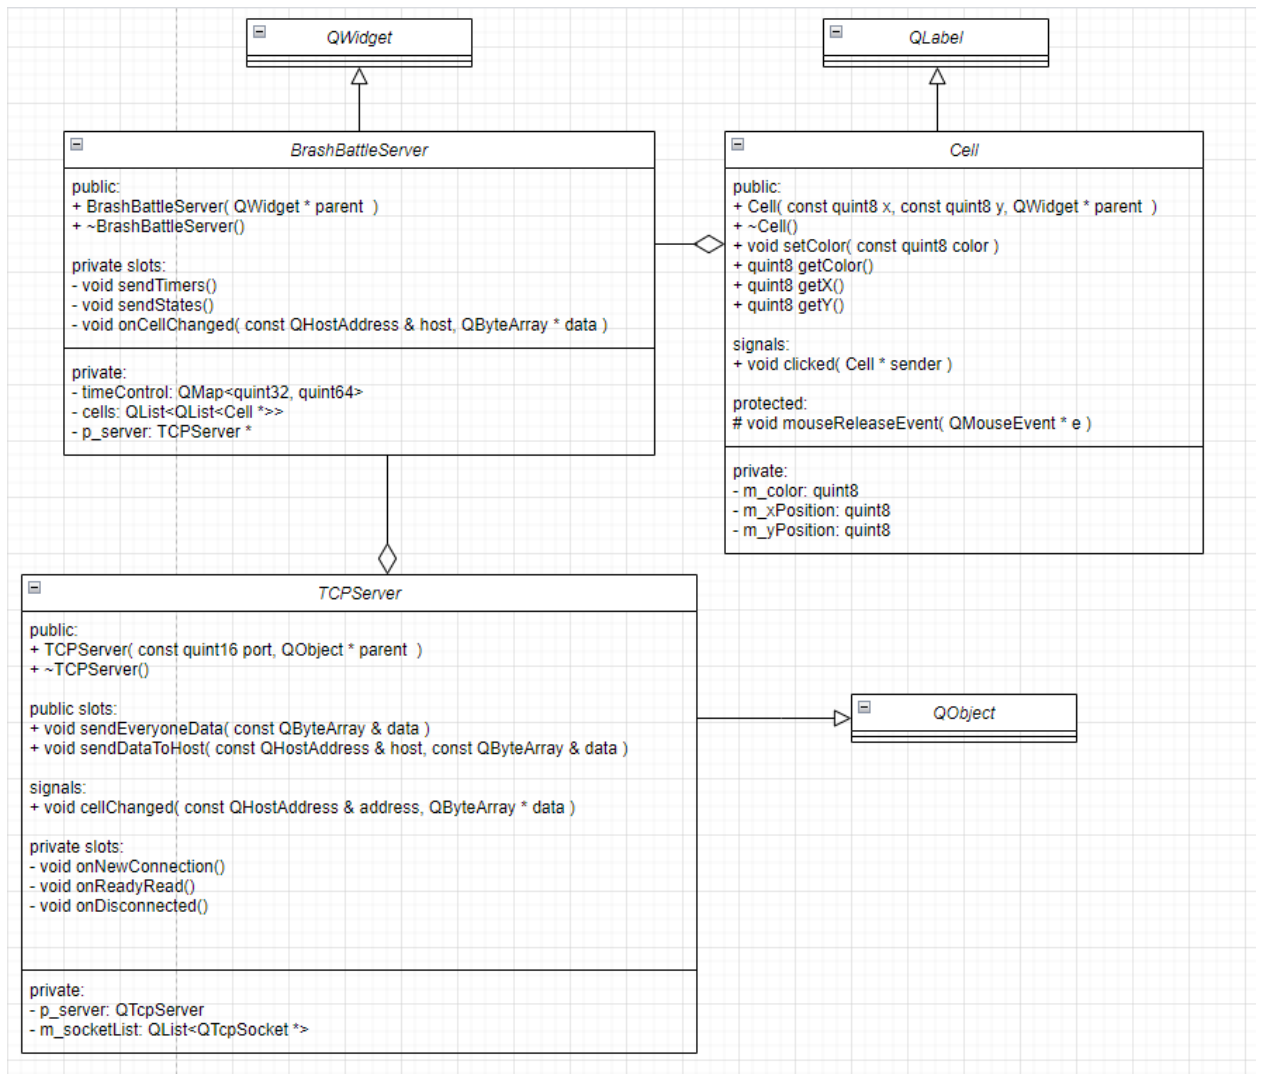 QWidget
QLabel
BrashBattleServer
public:
+ BrashBattleServer( QWidget * parent )
+ ~BrashBattleServer()
private slots:
- void sendTimers()
- void sendStates()
- void onCellChanged( const QHostAddress & host, QByteArray * data )
private:
- timeControl: QMap<quint32, quint64>
- cells: QList<QList<Cell *>>
- p_server: TCPServer *
Cell
public:
+ Cell( const quint8 x, const quint8 y, QWidget * parent )
+ ~Cell()
+ void setColor( const quint8 color )
+ quint8 getColor()
+ quint8 getX()
+ quint8 getY()
signals:
+ void clicked( Cell * sender )
protected:
# void mouseReleaseEvent( QMouseEvent * e )
private:
- m_color: quint8
- m_xPosition: quint8
- m_yPosition: quint8
TCPServer
public:
+ TCPServer( const quint16 port, QObject * parent )
+ ~TCPServer()
public slots:
+ void sendEveryoneData( const QByteArray & data )
+ void sendDataToHost( const QHostAddress & host, const QByteArray & data )
signals:
+ void cellChanged( const QHostAddress & address, QByteArray * data )
private slots:
- void onNewConnection()
- void onReadyRead()
- void onDisconnected()
private:
- p_server: QTcpServer
- m_socketList: QList<QTcpSocket *>
QObject